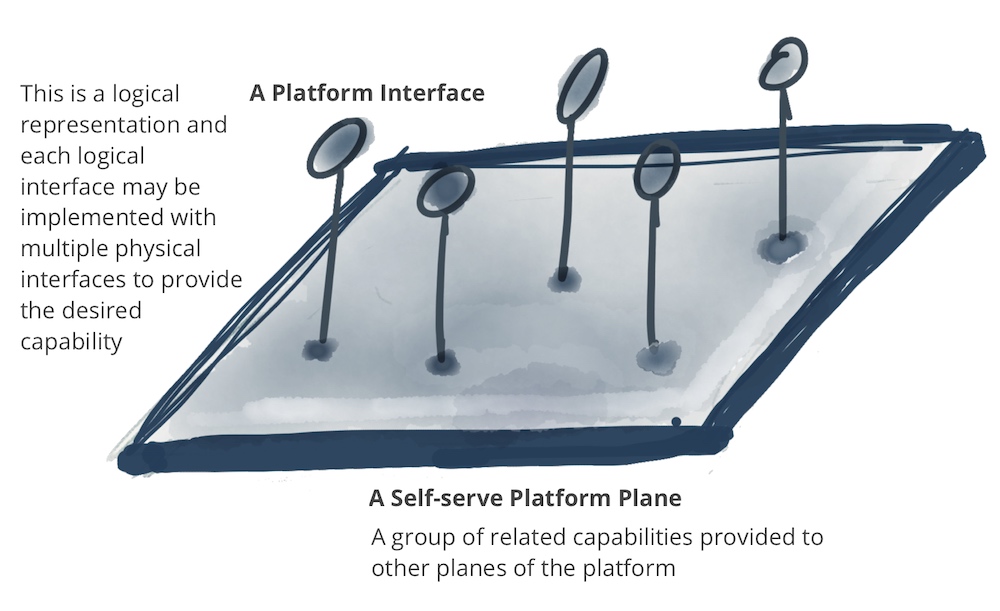 This is a logical
representation and
each logical
interface may be
implemented with
multiple physical
interfaces to provide
the desired
capability
A Platform Interface
A Self-serve Platform Plane
A group of related capabilities provided to
other planes of the platform